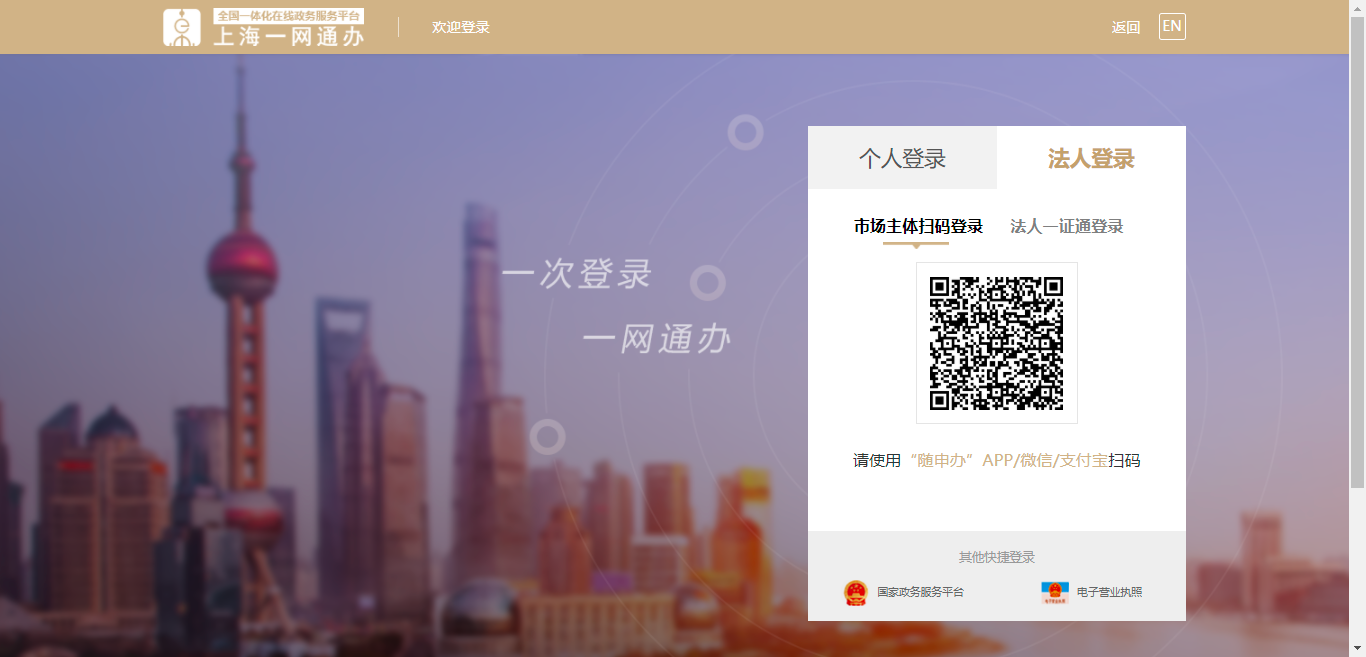 全国一体化在线政务服务平台
上海一网通办
欢迎登录
返回
EN
一次登录
一网通办
个人登录
法人登录
市场主体扫码登录
法人一证通登录
请使用“随申办”APP/微信/支付宝扫码
其他快捷登录
国家政务服务平台
电子营业执照